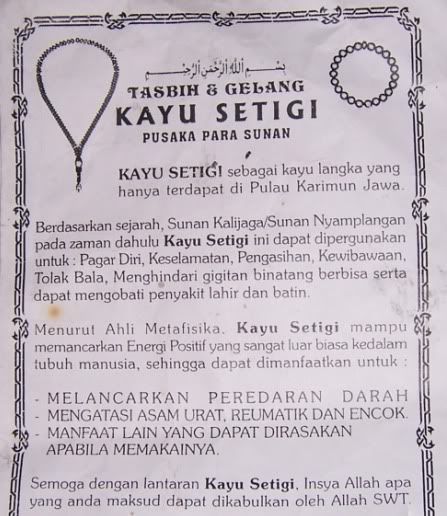 بِسْمِ اللهِ الرَّحْمٰنِ الرَّحِيْمِ
TASBIH & GELANG
KAYU SETIGI
PUSAKA PARA SUNAN
KAYU SETIGI sebagai kayu langka yang
hanya terdapat di Pulau Karimun Jawa.
Berdasarkan sejarah, Sunan Kalijaga/Sunan Nyamplangan
pada zaman dahulu Kayu Setigi ini dapat dipergunakan
untuk : Pagar Diri, Keselamatan, Pengasihan, Kewibawaan,
Tolak Bala, Menghindari gigitan binatang berbisa serta
dapat mengobati penyakit lahir dan batin.
Menurut Ahli Metafisika, Kayu Setigi mampu
memancarkan Energi Positif yang sangat luar biasa kedalam
tubuh manusia, sehingga dapat dimanfaatkan untuk :
- MELANCARKAN PEREDARAN DARAH
- MENGATASI ASAM URAT, REUMATIK DAN ENCOK.
- MANFAAT LAIN YANG DAPAT DIRASAKAN
APABILA MEMAKAINYA.
Semoga dengan lantaran Kayu Setigi, Insya Allah apa
yang anda maksud dapat dikabulkan oleh Allah SWT.